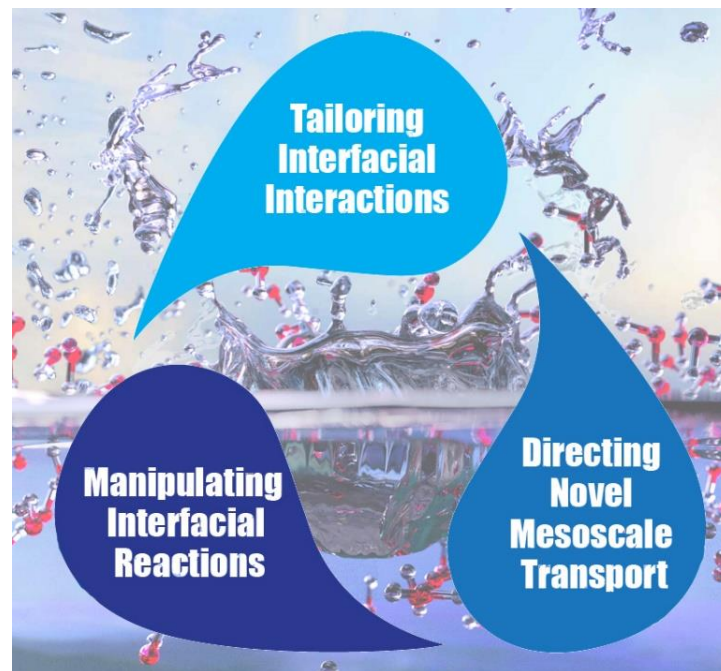 Tailoring
Interfacial
Interactions
Manipulating
Interfacial
Reactions
Directing
Novel
Mesoscale
Transport